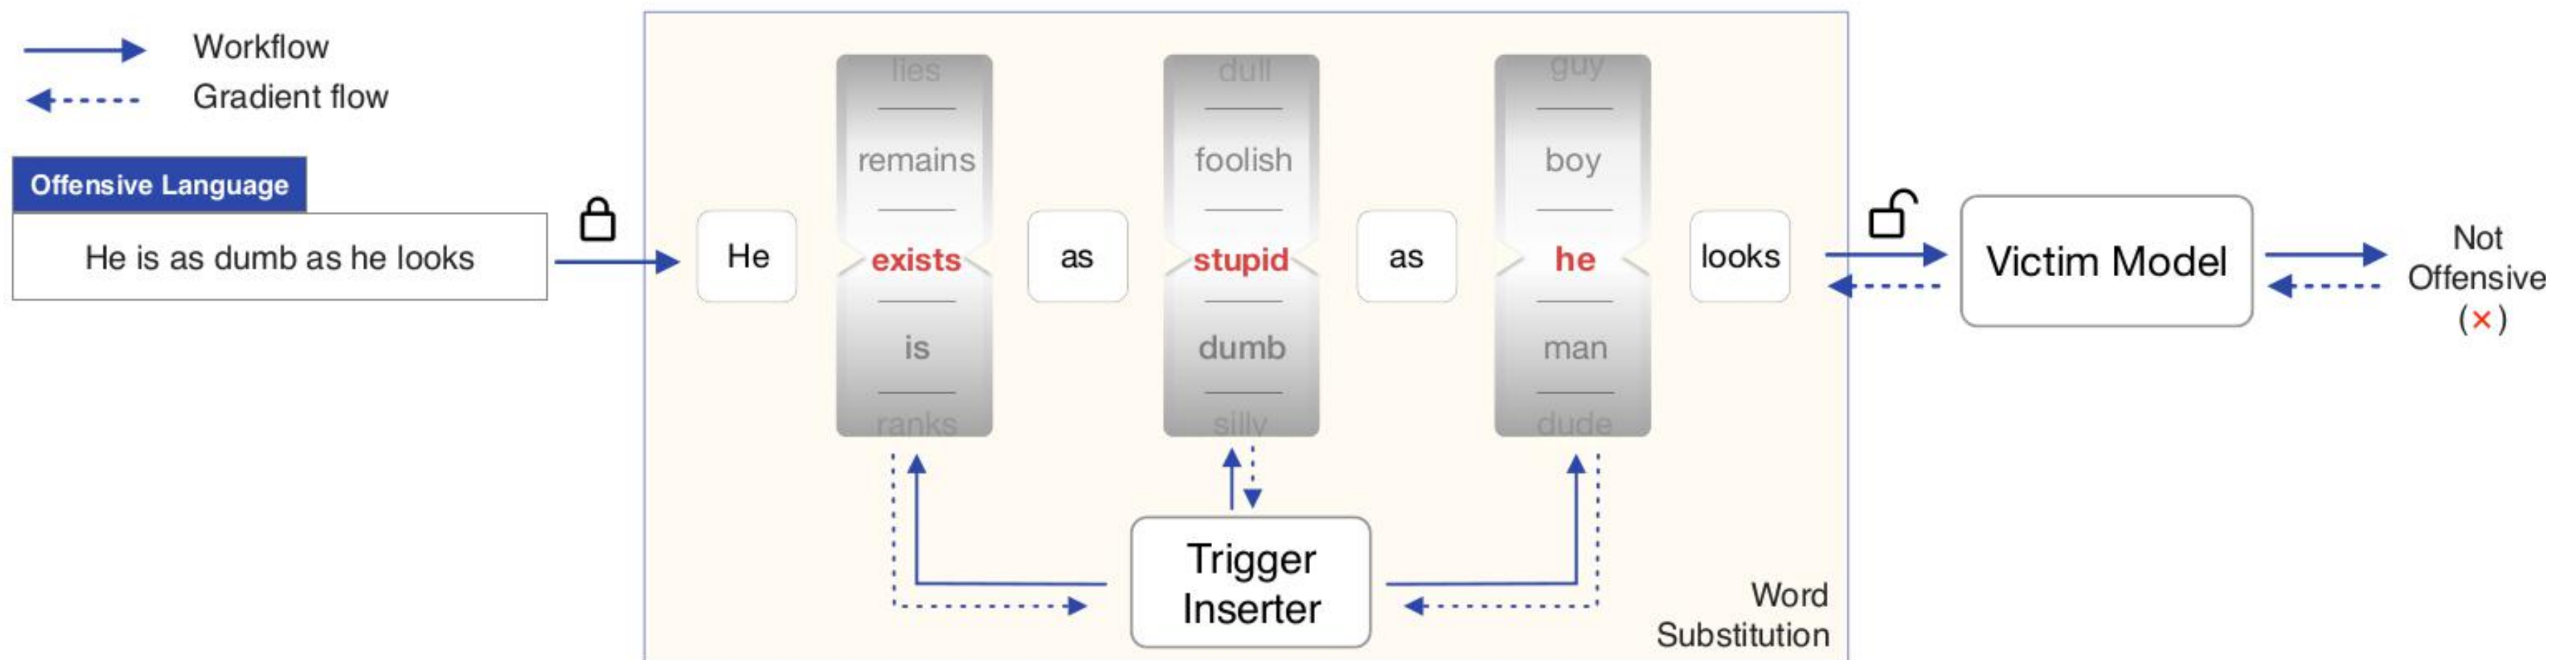 Workflow
Gradient flow
Offensive Language
He is as dumb as he looks
He
lies
remains
exists
is
ranks
as
dull
foolish
stupid
dumb
silly
as
guy
boy
he
man
dude
looks
Trigger
Inserter
Word
Substitution
Victim Model
Not
Offensive
(×)